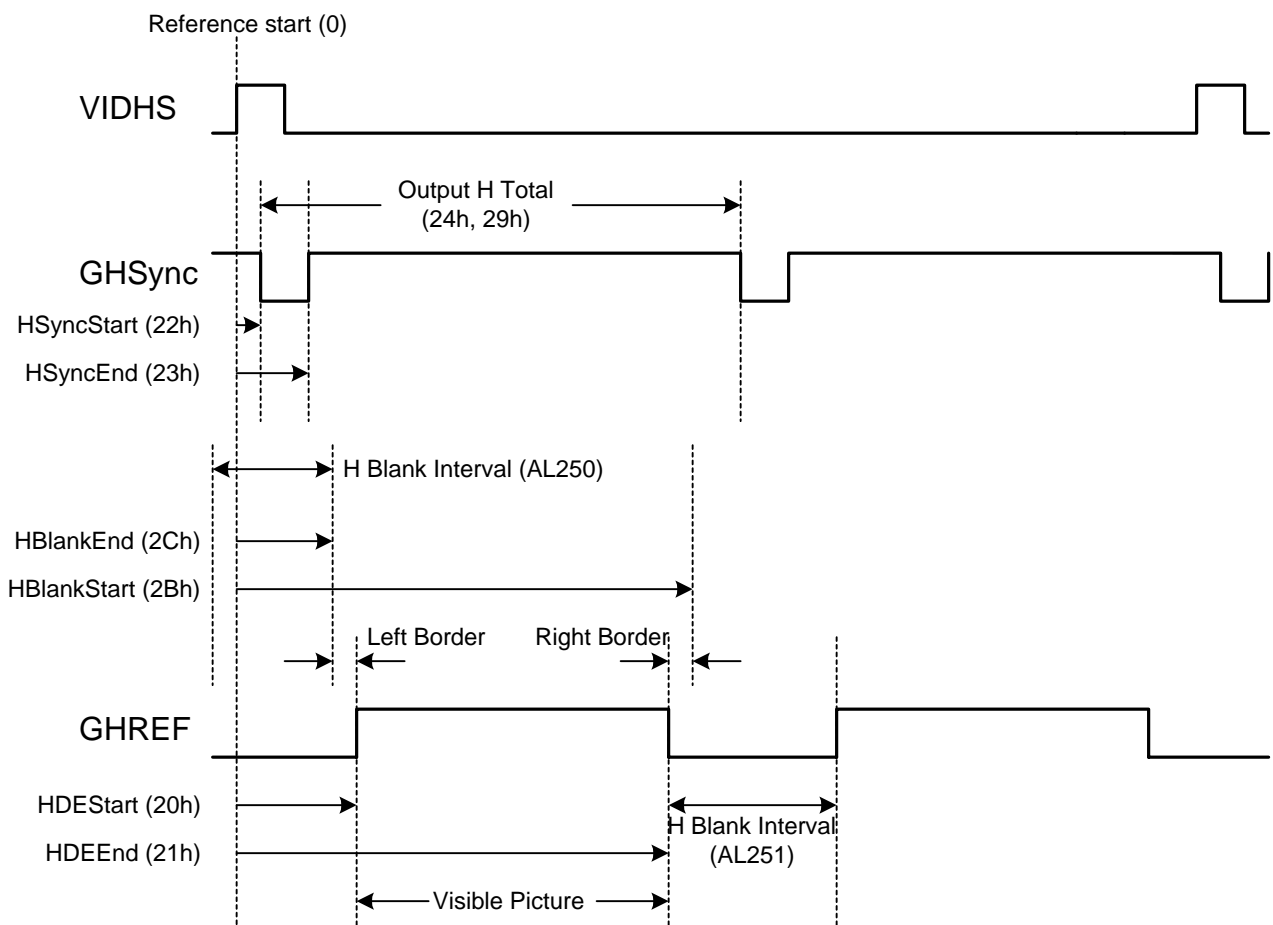 Reference start (0)
VIDHS
Output H Total
(24h, 29h)
GHSync
HSyncStart (22h)
HSyncEnd (23h)
H Blank Interval (AL250)
HBlankEnd (2Ch)
HBlankStart (2Bh)
Left Border
Right Border
GHREF
HDEStart (20h)
H Blank Interval
(AL251)
HDEEnd (21h)
Visible Picture